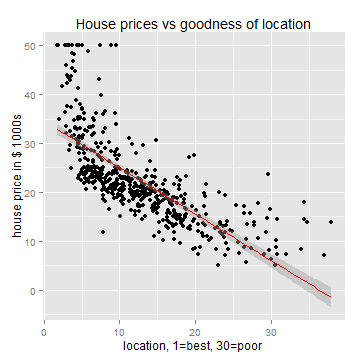 House prices vs goodness of location
50
40
30
20
10
0
house price in $ 1000s
0 10 20 30
location, 1=best, 30=poor